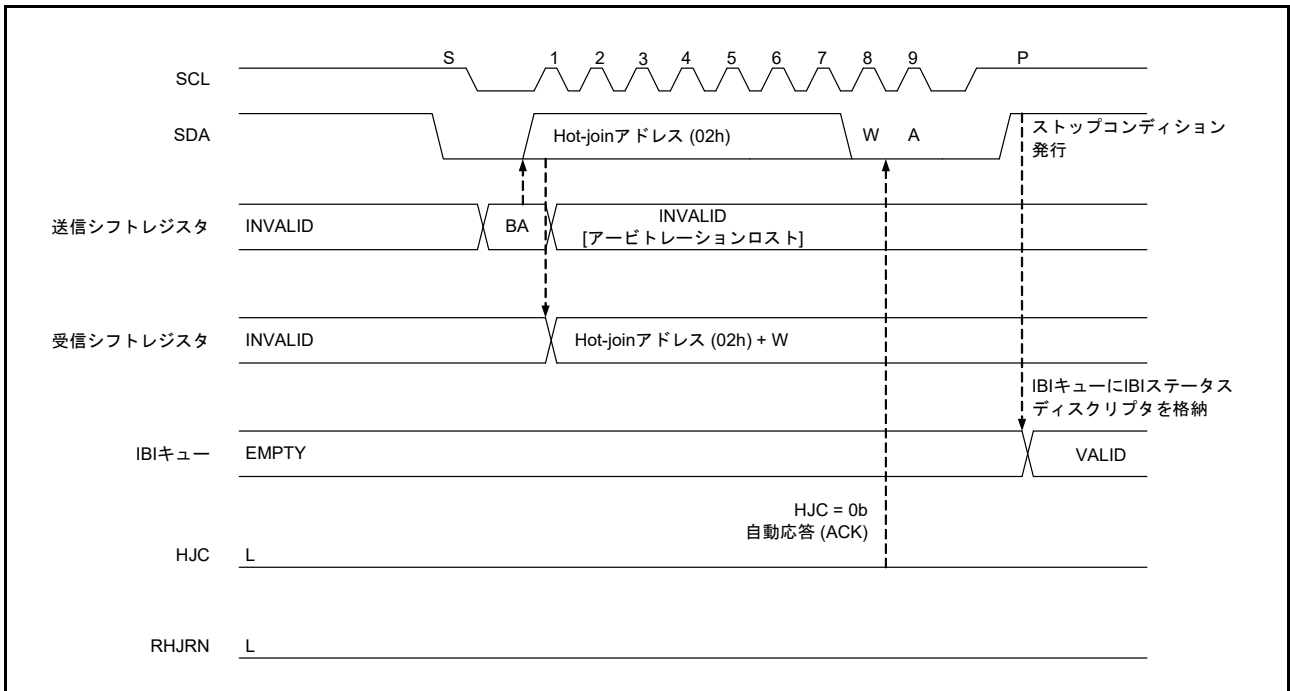 S 1 2 3 4 5 6 7 8 9 P
SCL
SDA Hot-joinアドレス (02h) W A ストップコンディション
発行
送信シフトレジスタ INVALID BA INVALID
[アービトレーションロスト]
受信シフトレジスタ INVALID Hot-joinアドレス (02h) + W
IBIキューにIBIステータス
ディスクリプタを格納
IBIキュー EMPTY VALID
HJC = 0b
自動応答 (ACK)
HJC L
RHJRN L